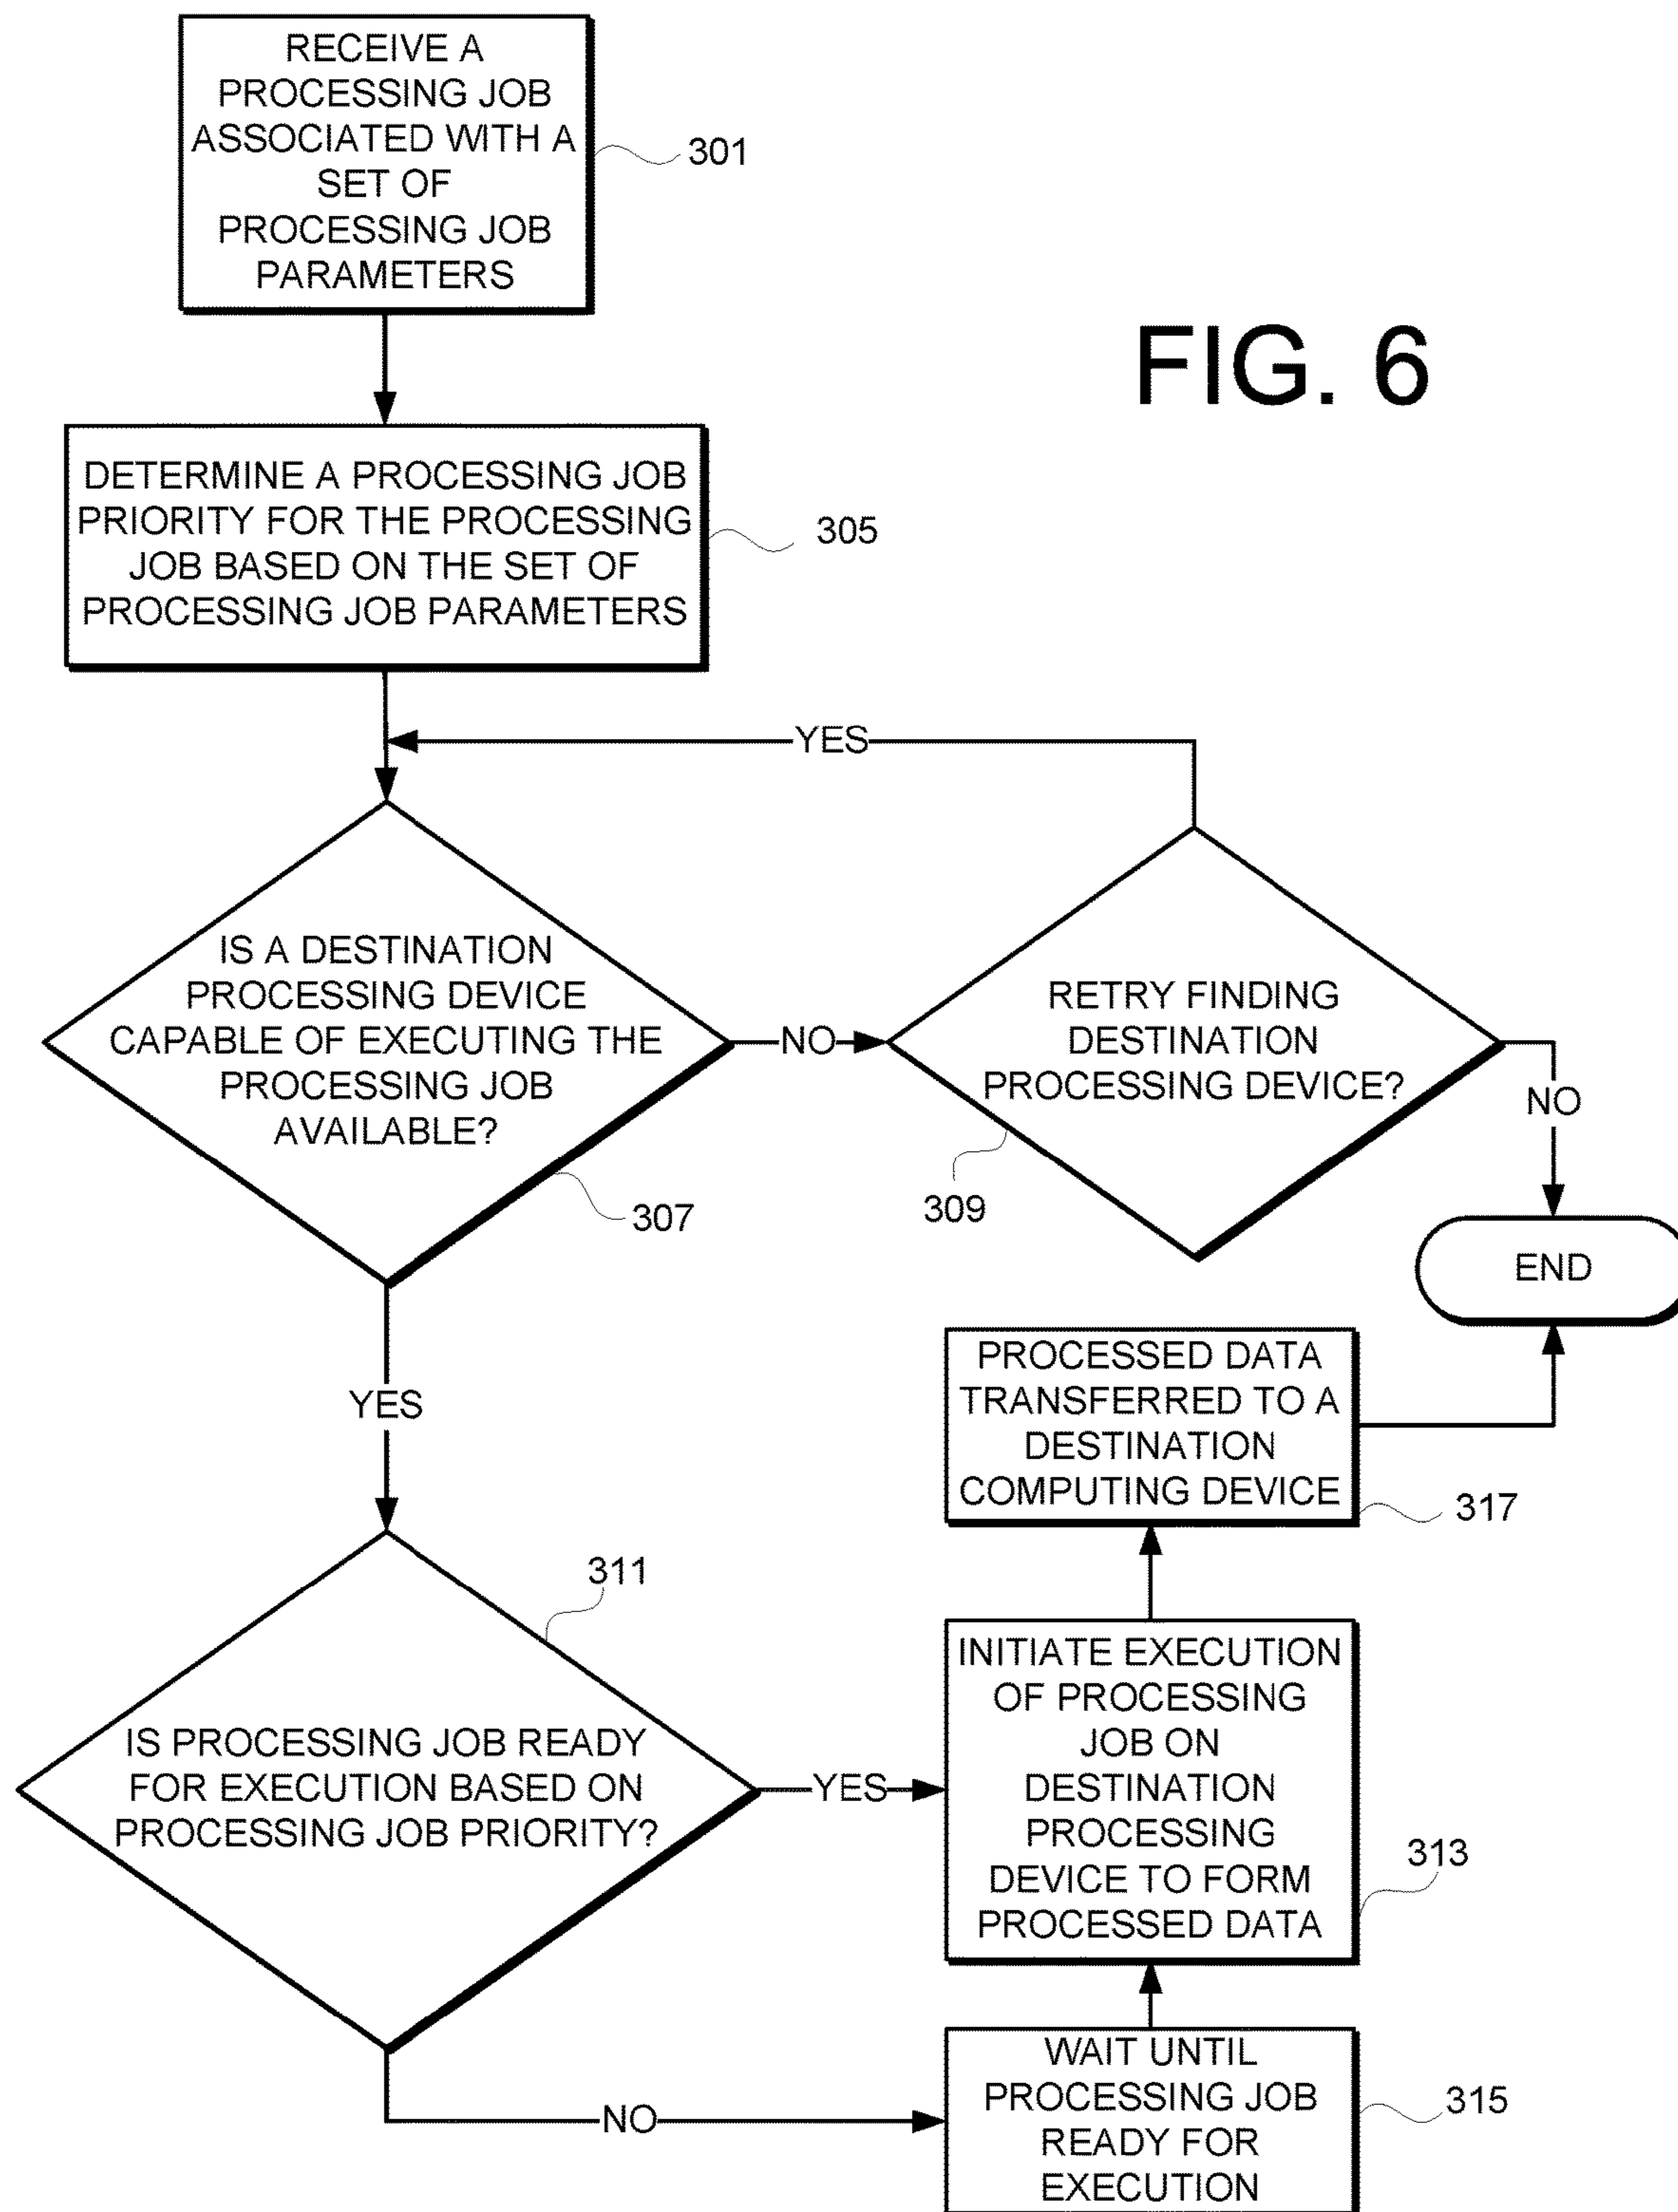 RECEIVE A
PROCESSING JOB
ASSOCIATED WITH A
SET OF
PROCESSING JOB
PARAMETERS
301
FIG. 6
DETERMINE A PROCESSING JOB
PRIORITY FOR THE PROCESSING
JOB BASED ON THE SET OF
PROCESSING JOB PARAMETERS
305
YES
IS A DESTINATION
PROCESSING DEVICE
CAPABLE OF EXECUTING THE
PROCESSING JOB
AVAILABLE?
307
NO
RETRY FINDING
DESTINATION
PROCESSING DEVICE?
309
NO
END
YES
PROCESSED DATA
TRANSFERRED TO A
DESTINATION
COMPUTING DEVICE
317
311
IS PROCESSING JOB READY
FOR EXECUTION BASED ON
PROCESSING JOB PRIORITY?
YES
INITIATE EXECUTION
OF PROCESSING
JOB ON
DESTINATION
PROCESSING
DEVICE TO FORM
PROCESSED DATA
313
NO
WAIT UNTIL
PROCESSING JOB
READY FOR
EXECUTION
315